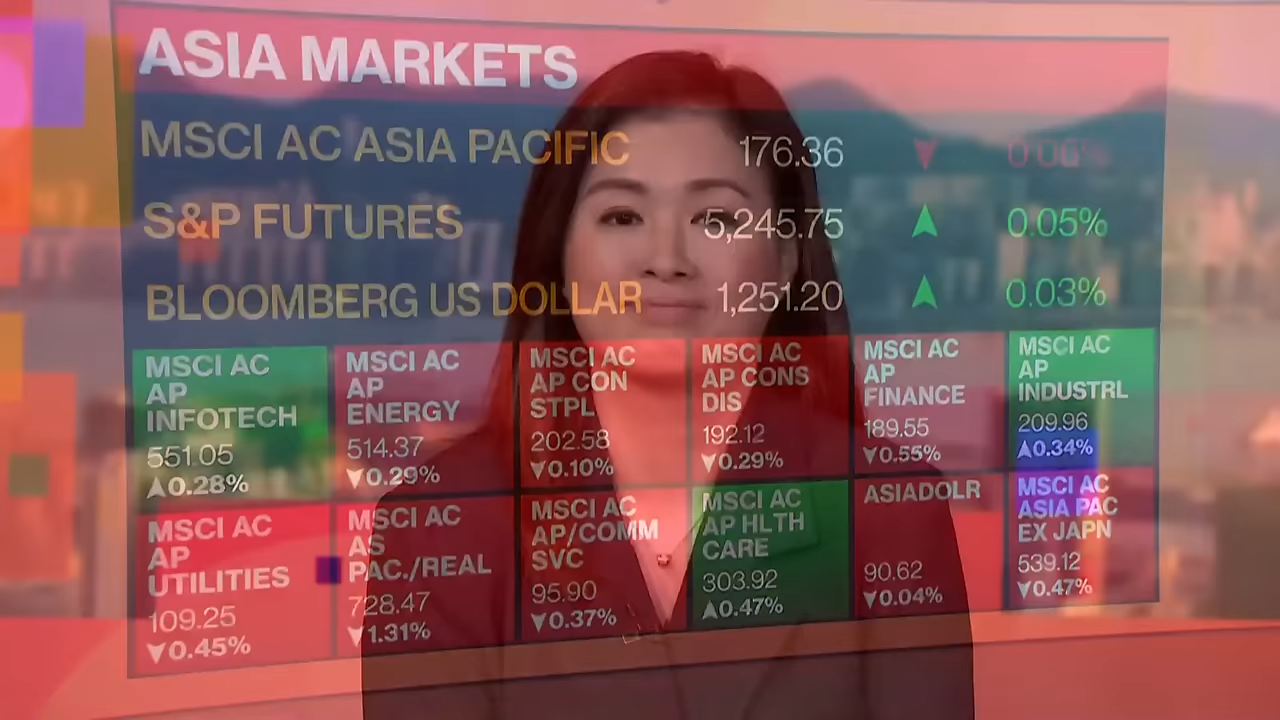 ASIA MARKETS
MSCI AC ASIA PACIFIC 176.36 ▼ 0.06%
S&P FUTURES 5,245.75 ▲ 0.05%
BLOOMBERG US DOLLAR 1,251.20 ▲ 0.03%
MSCI AC
AP
INFOTECH
551.05
▲0.28%
MSCI AC
AP
ENERGY
514.37
▼0.29%
MSCI AC
AP CON
STPL
202.58
▼0.10%
MSCI AC
AP CONS
DIS
192.12
▼0.29%
MSCI AC
AP
FINANCE
189.55
▼0.55%
MSCI AC
AP
INDUSTRL
209.96
▲0.34%
MSCI AC
AP
UTILITIES
109.25
▼0.45%
MSCI AC
AS
PAC./REAL
728.47
▼1.31%
MSCI AC
AP/COMM
SVC
95.90
▼0.37%
MSCI AC
AP HLTH
CARE
303.92
▲0.47%
ASIADOLR
90.62
▼0.04%
MSCI AC
ASIA PAC
EX JAPN
539.12
▼0.47%